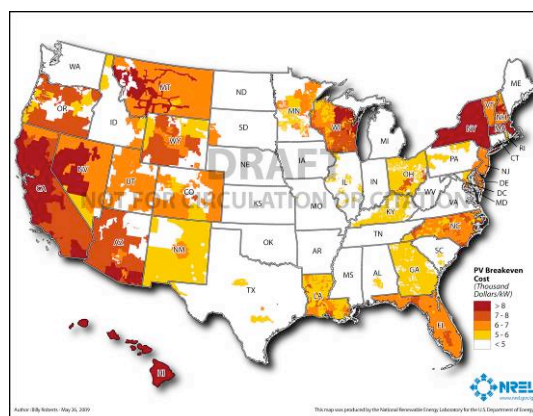 WA
MT
ND
ME
OR
ID
SD
MN
WI
MI
VT
NH
NY
MA
RI
CT
WY
NE
IA
PA
NJ
NV
UT
CO
IL
IN
OH
WV
DE
DC
MD
CA
KS
MO
KY
VA
DRAFT
NOT FOR CIRCULATION OR CITATION
AZ
NM
OK
AR
TN
NC
SC
TX
LA
MS
AL
GA
FL
HI
PV Breakeven
Cost
(Thousand
Dollars/kW)
> 8
7 - 8
6 - 7
5 - 6
< 5
NREL
www.nrel.gov
Author: Billy Roberts - May 26, 2009
This map was produced by the National Renewable Energy Laboratory for the U.S. Department of Energy